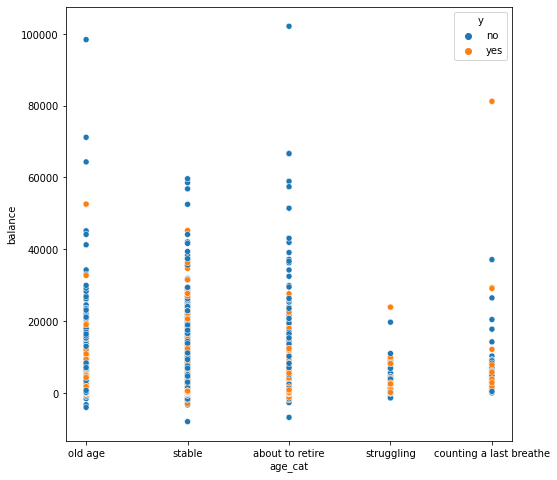 y
no
yes
100000
80000
60000
40000
20000
0
balance
old age
stable
about to retire
struggling
counting a last breathe
age_cat